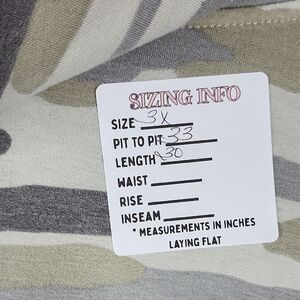 SIZING INFO
SIZE 3X
PIT TO PIT 33
LENGTH 30
WAIST
RISE
INSEAM
* MEASUREMENTS IN INCHES
LAYING FLAT